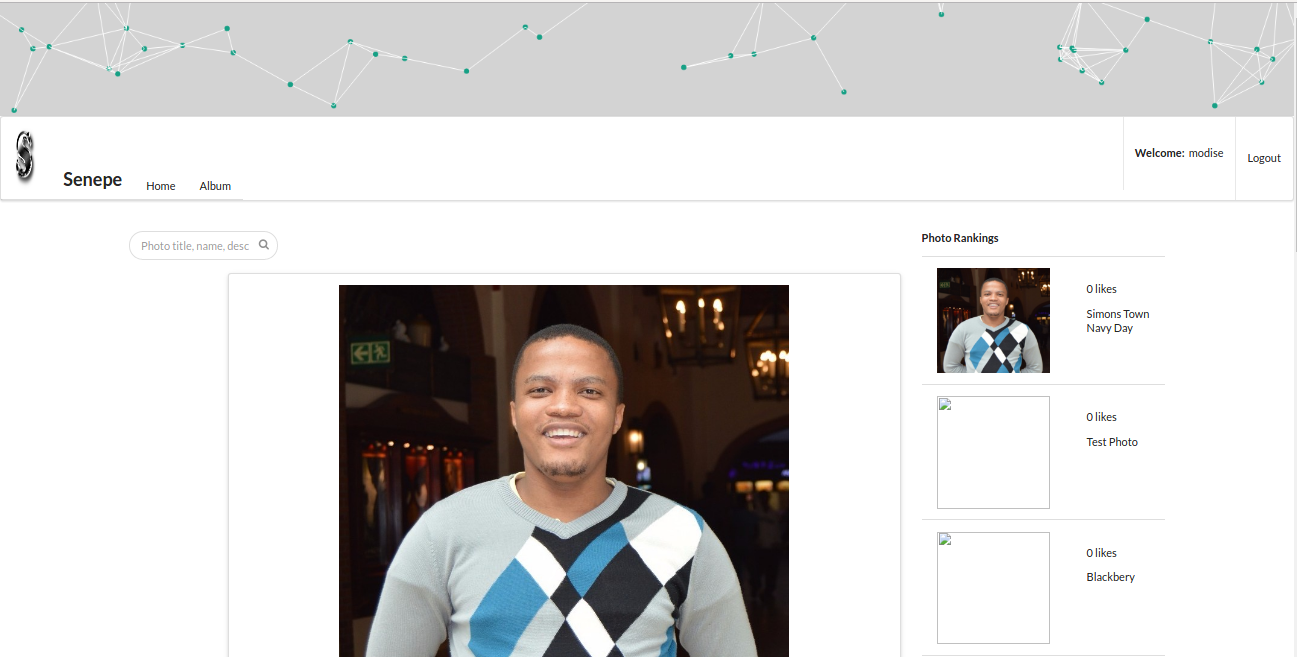 S
Senepe
Home
Album
Welcome: modise
Logout
Photo title, name, desc
Photo Rankings
0 likes
Simons Town
Navy Day
0 likes
Test Photo
0 likes
Blackbery